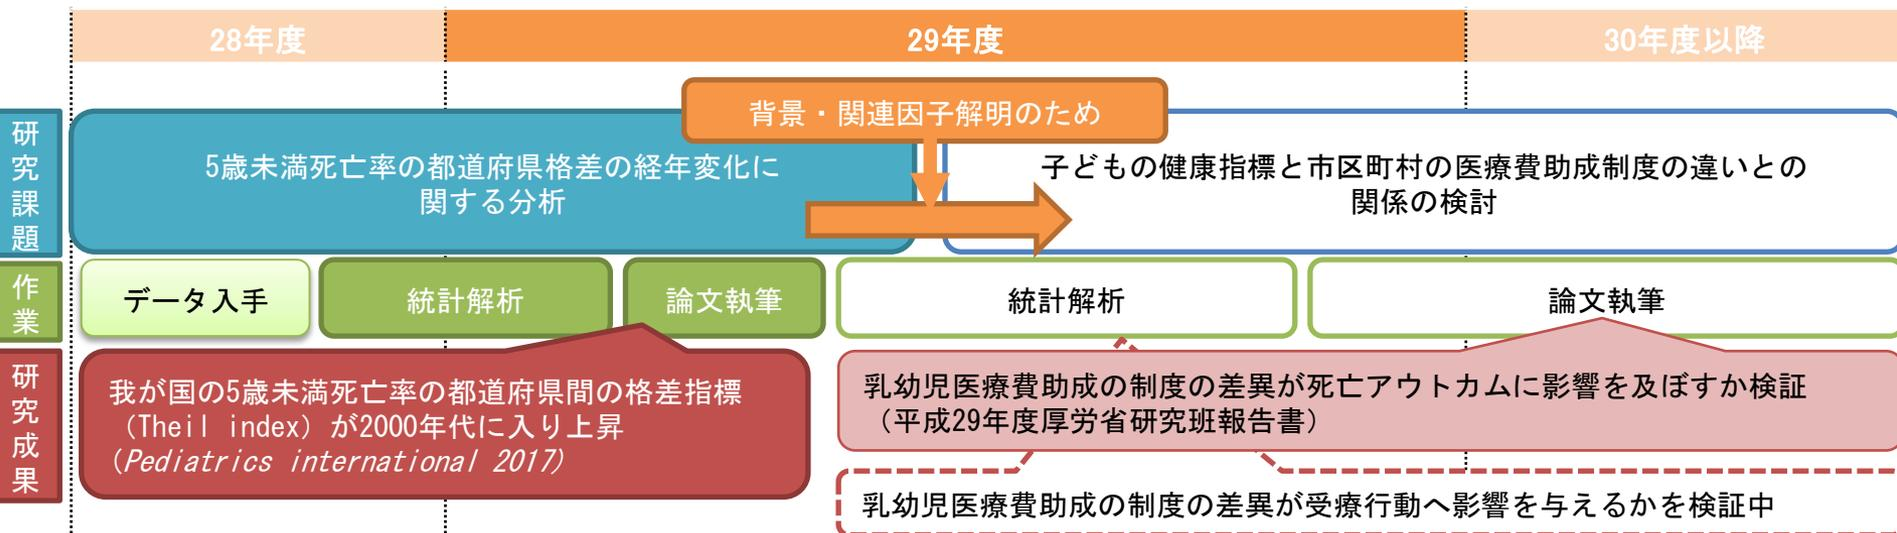 28年度
29年度
30年度以降
背景・関連因子解明のため
研究課題
5歳未満死亡率の都道府県格差の経年変化に
関する分析
子どもの健康指標と市区町村の医療費助成制度の違いとの
関係の検討
作業
データ入手
統計解析
論文執筆
統計解析
論文執筆
研究成果
我が国の5歳未満死亡率の都道府県間の格差指標
（Theil index）が2000年代に入り上昇
(Pediatrics international 2017)
乳幼児医療費助成の制度の差異が死亡アウトカムに影響を及ぼすか検証
（平成29年度厚労省研究班報告書）
乳幼児医療費助成の制度の差異が受療行動へ影響を与えるかを検証中